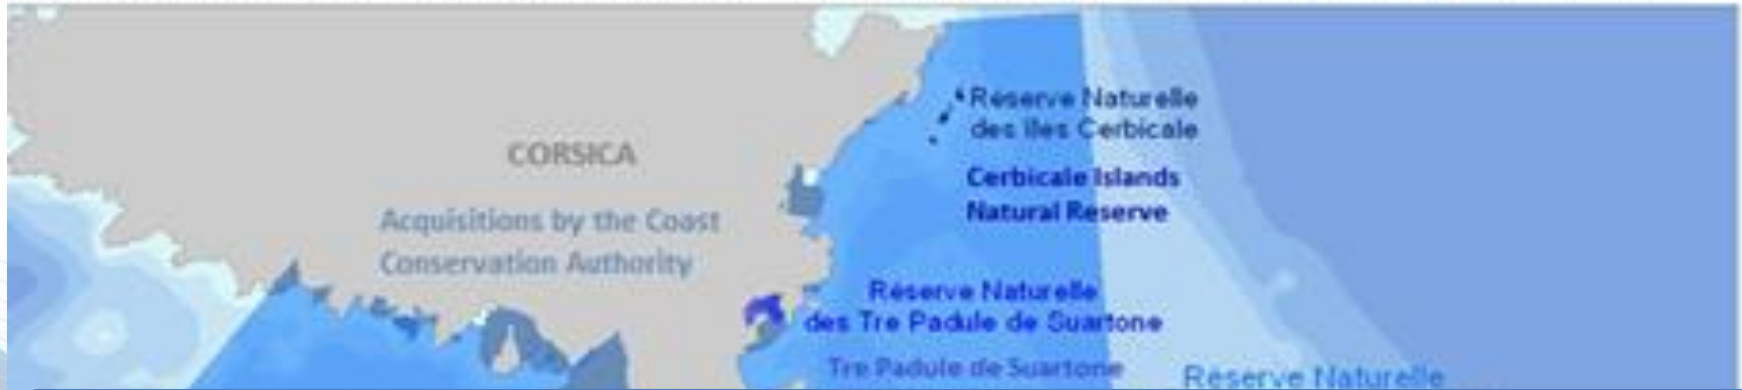 Réserve Naturelle
des îles Cerbicale
CORSICA
Cerbicale Islands
Natural Reserve
Acquisitions by the Coast
Conservation Authority
Réserve Naturelle
des Tre Padule de Suartone
Tre Padule de Suartone
Réserve Naturelle